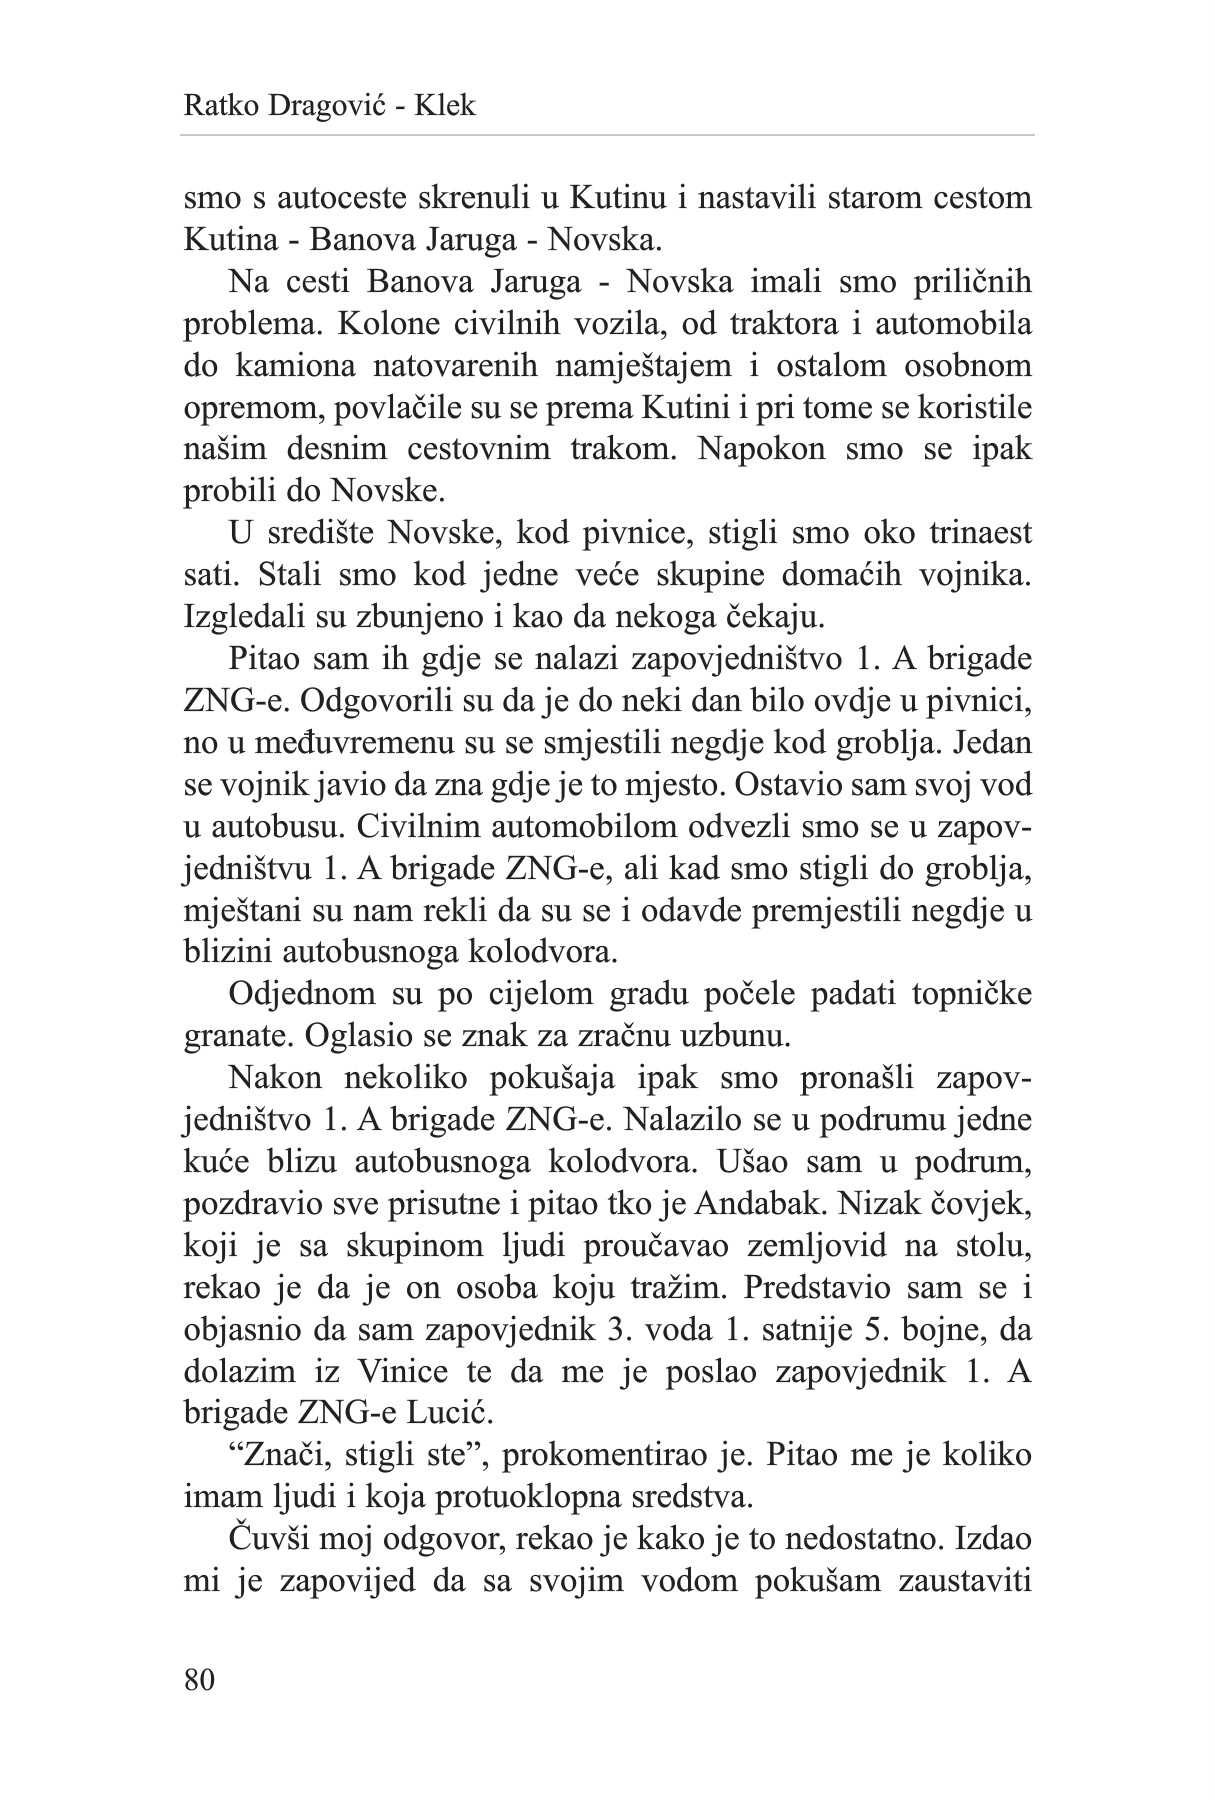 Ratko Dragović - Klek
smo s autoceste skrenuli u Kutinu i nastavili starom cestom
Kutina - Banova Jaruga - Novska.
Na cesti Banova Jaruga - Novska imali smo priličnih
problema. Kolone civilnih vozila, od traktora i automobila
do kamiona natovarenih namještajem i ostalom osobnom
opremom, povlačile su se prema Kutini i pri tome se koristile
našim desnim cestovnim trakom. Napokon smo se ipak
probili do Novske.
U središte Novske, kod pivnice, stigli smo oko trinaest
sati. Stali smo kod jedne veće skupine domaćih vojnika.
Izgledali su zbunjeno i kao da nekoga čekaju.
Pitao sam ih gdje se nalazi zapovjedništvo 1. A brigade
ZNG-e. Odgovorili su da je do neki dan bilo ovdje u pivnici,
no u međuvremenu su se smjestili negdje kod groblja. Jedan
se vojnik javio da zna gdje je to mjesto. Ostavio sam svoj vod
u autobusu. Civilnim automobilom odvezli smo se u zapov-
jedništvu 1. A brigade ZNG-e, ali kad smo stigli do groblja,
mještani su nam rekli da su se i odavde premjestili negdje u
blizini autobusnoga kolodvora.
Odjednom su po cijelom gradu počele padati topničke
granate. Oglasio se znak za zračnu uzbunu.
Nakon nekoliko pokušaja ipak smo pronašli zapov-
jedništvo 1. A brigade ZNG-e. Nalazilo se u podrumu jedne
kuće blizu autobusnoga kolodvora. Ušao sam u podrum,
pozdravio sve prisutne i pitao tko je Andabak. Nizak čovjek,
koji je sa skupinom ljudi proučavao zemljovid na stolu,
rekao je da je on osoba koju tražim. Predstavio sam se i
objasnio da sam zapovjednik 3. voda 1. satnije 5. bojne, da
dolazim iz Vinice te da me je poslao zapovjednik 1. A
brigade ZNG-e Lucić.
“Znači, stigli ste”, prokomentirao je. Pitao me je koliko
imam ljudi i koja protuoklopna sredstva.
Čuvši moj odgovor, rekao je kako je to nedostatno. Izdao
mi je zapovijed da sa svojim vodom pokušam zaustaviti
80